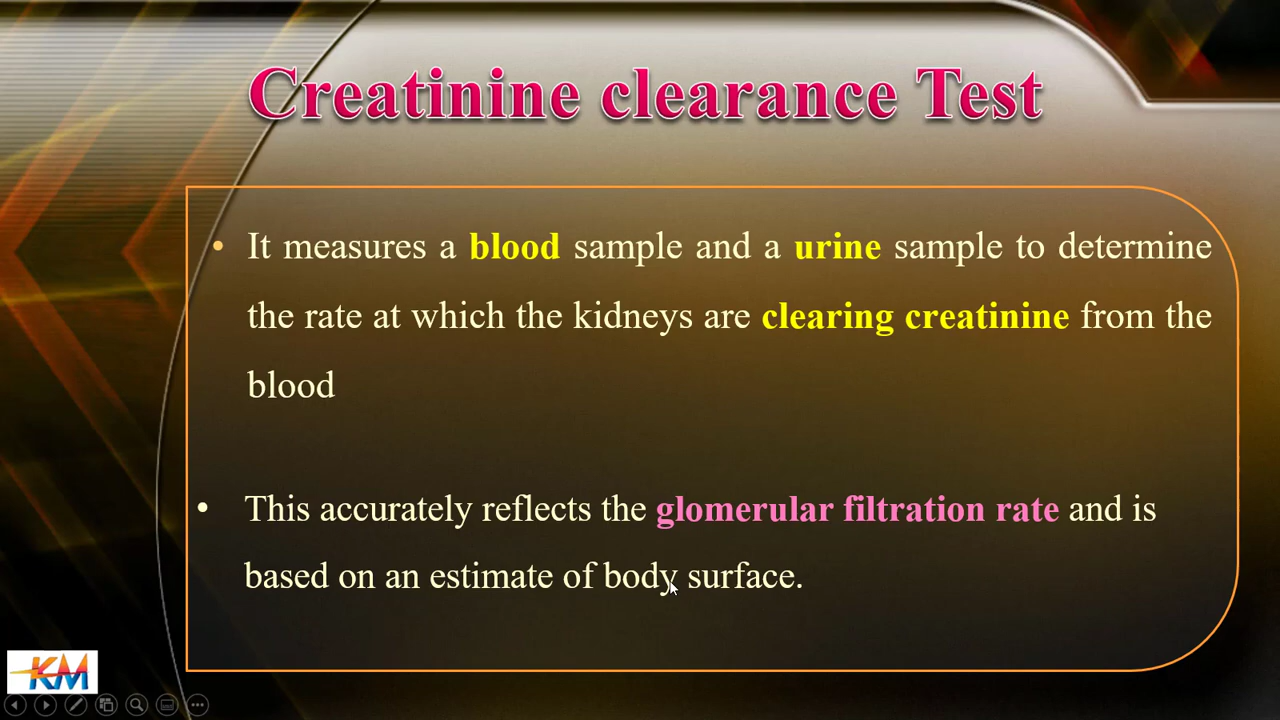 Creatinine clearance Test
• It measures a blood sample and a urine sample to determine
the rate at which the kidneys are clearing creatinine from the
blood
• This accurately reflects the glomerular filtration rate and is
based on an estimate of body surface.
KM